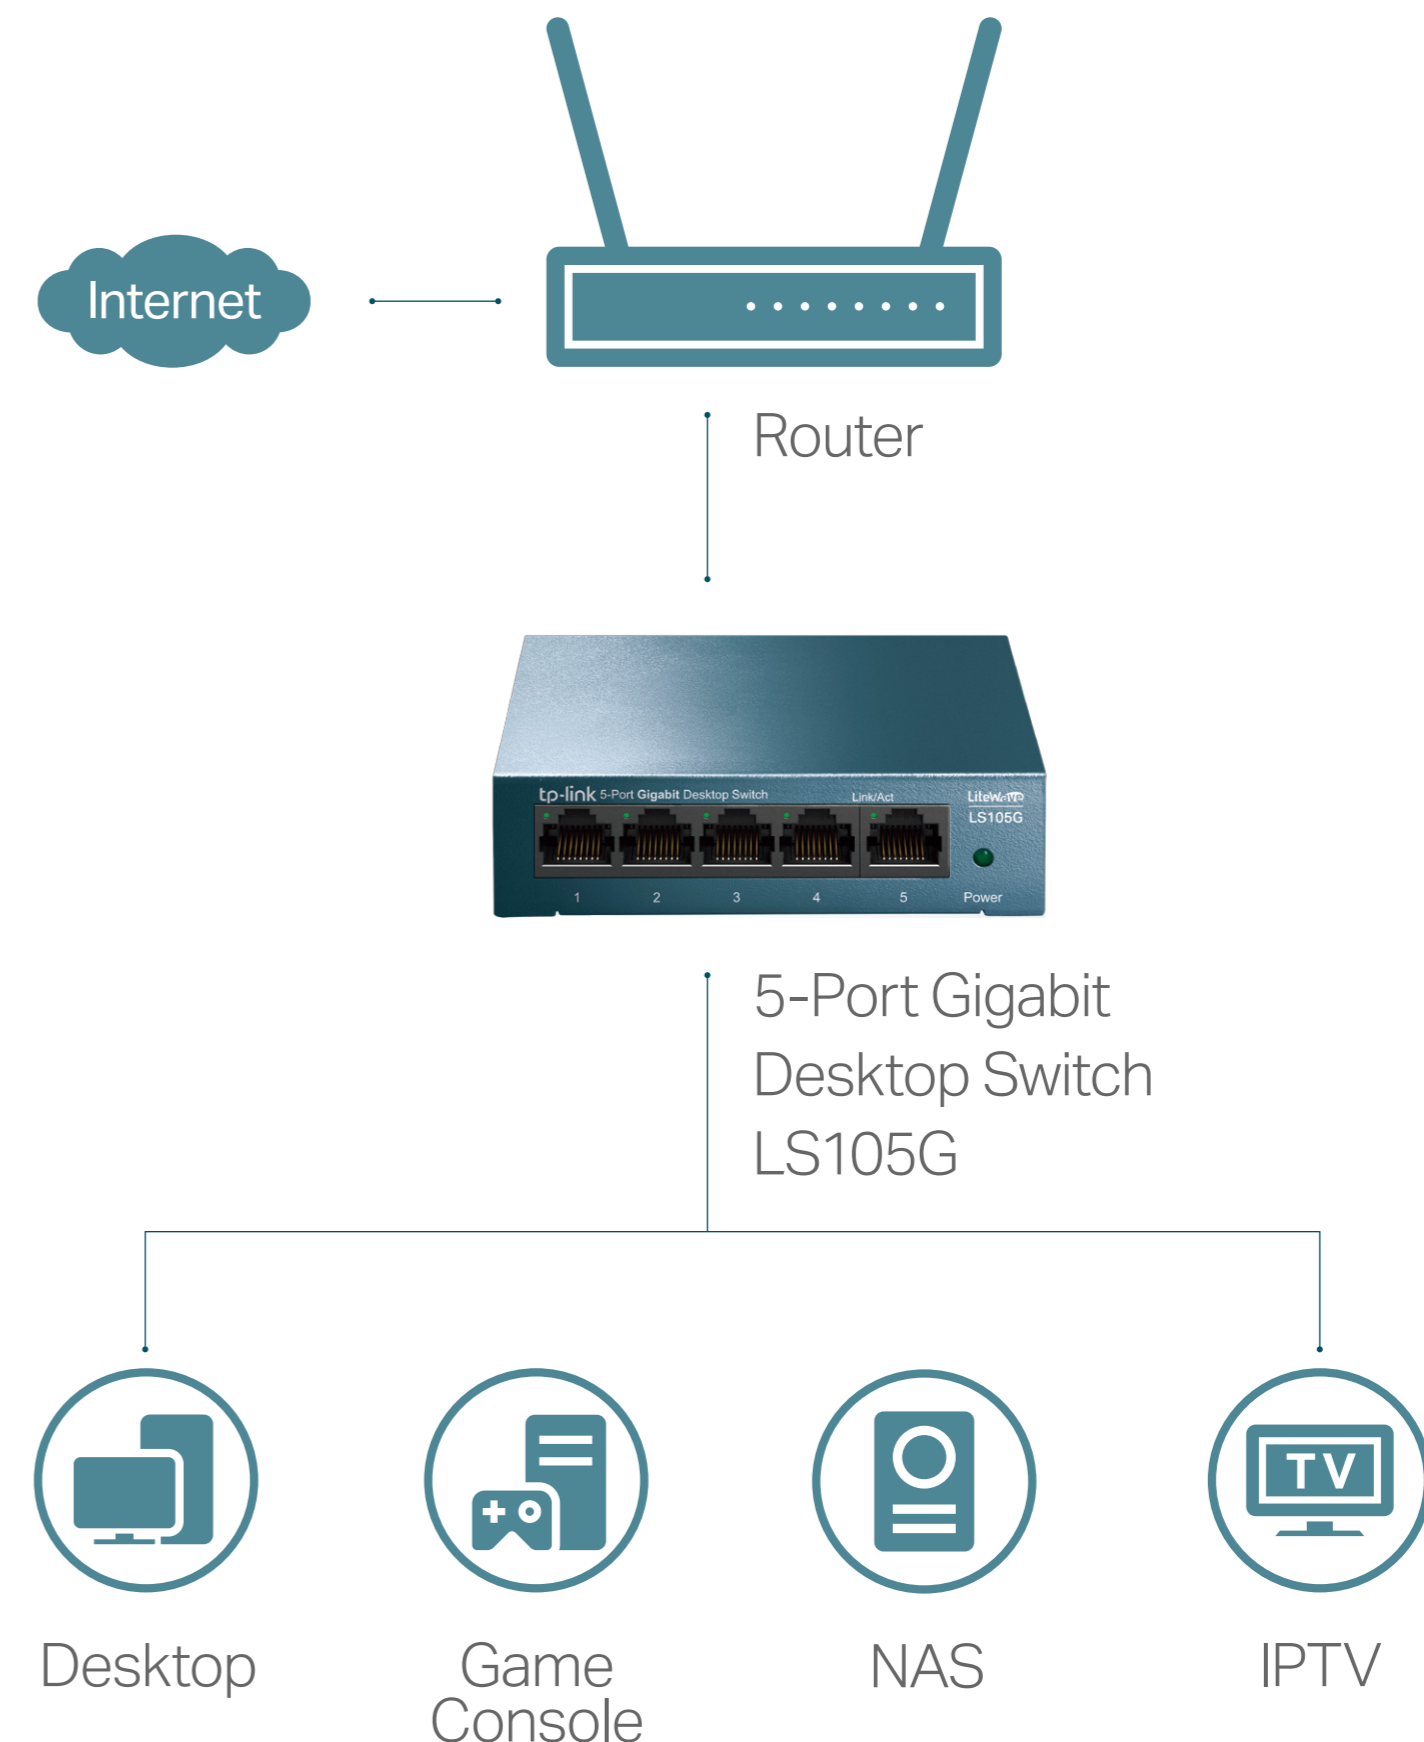 Internet
Router
tp-link 5-Port Gigabit Desktop Switch
Link/Act
LiteWave
LS105G
1 2 3 4 5 Power
5-Port Gigabit
Desktop Switch
LS105G
TV
Desktop
Game
Console
NAS
IPTV